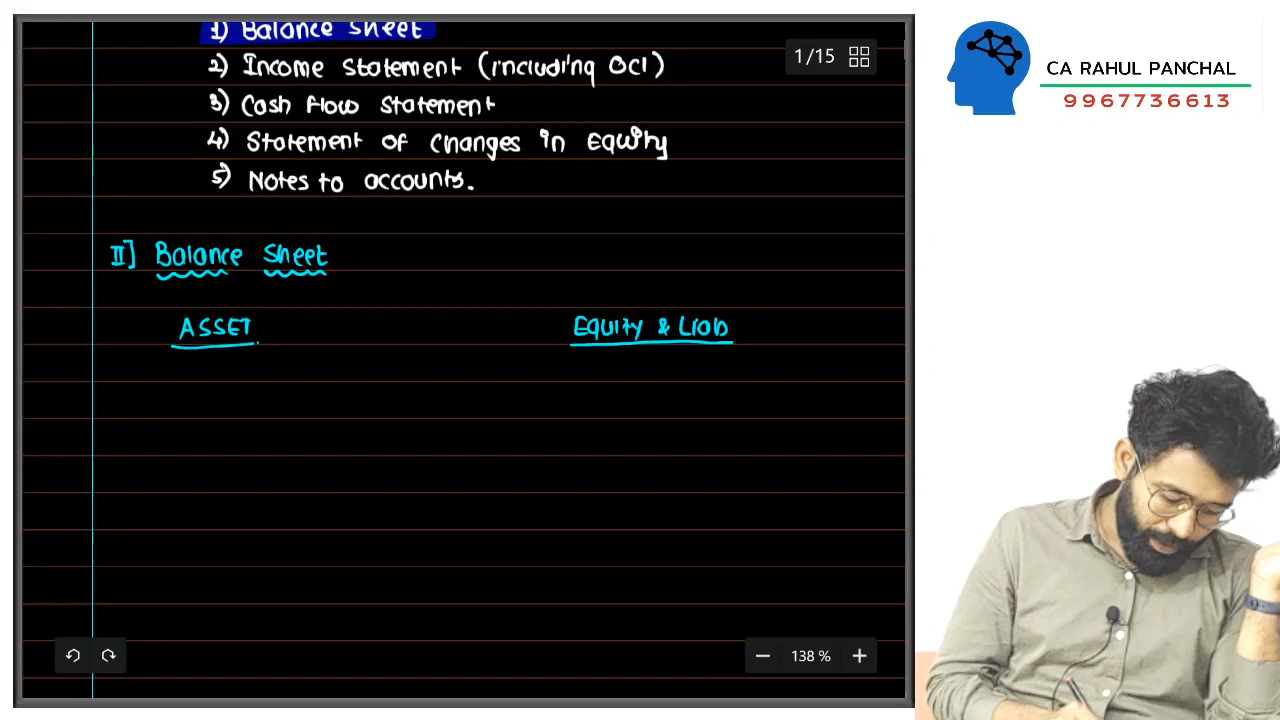 1) Balance Sheet
2) Income Statement (including OCI)
3) Cash Flow Statement
4) Statement of Changes in Equity
5) Notes to accounts.
1/15
CA RAHUL PANCHAL
9967736613
II] Balance Sheet
ASSET
Equity & Liab
138 %